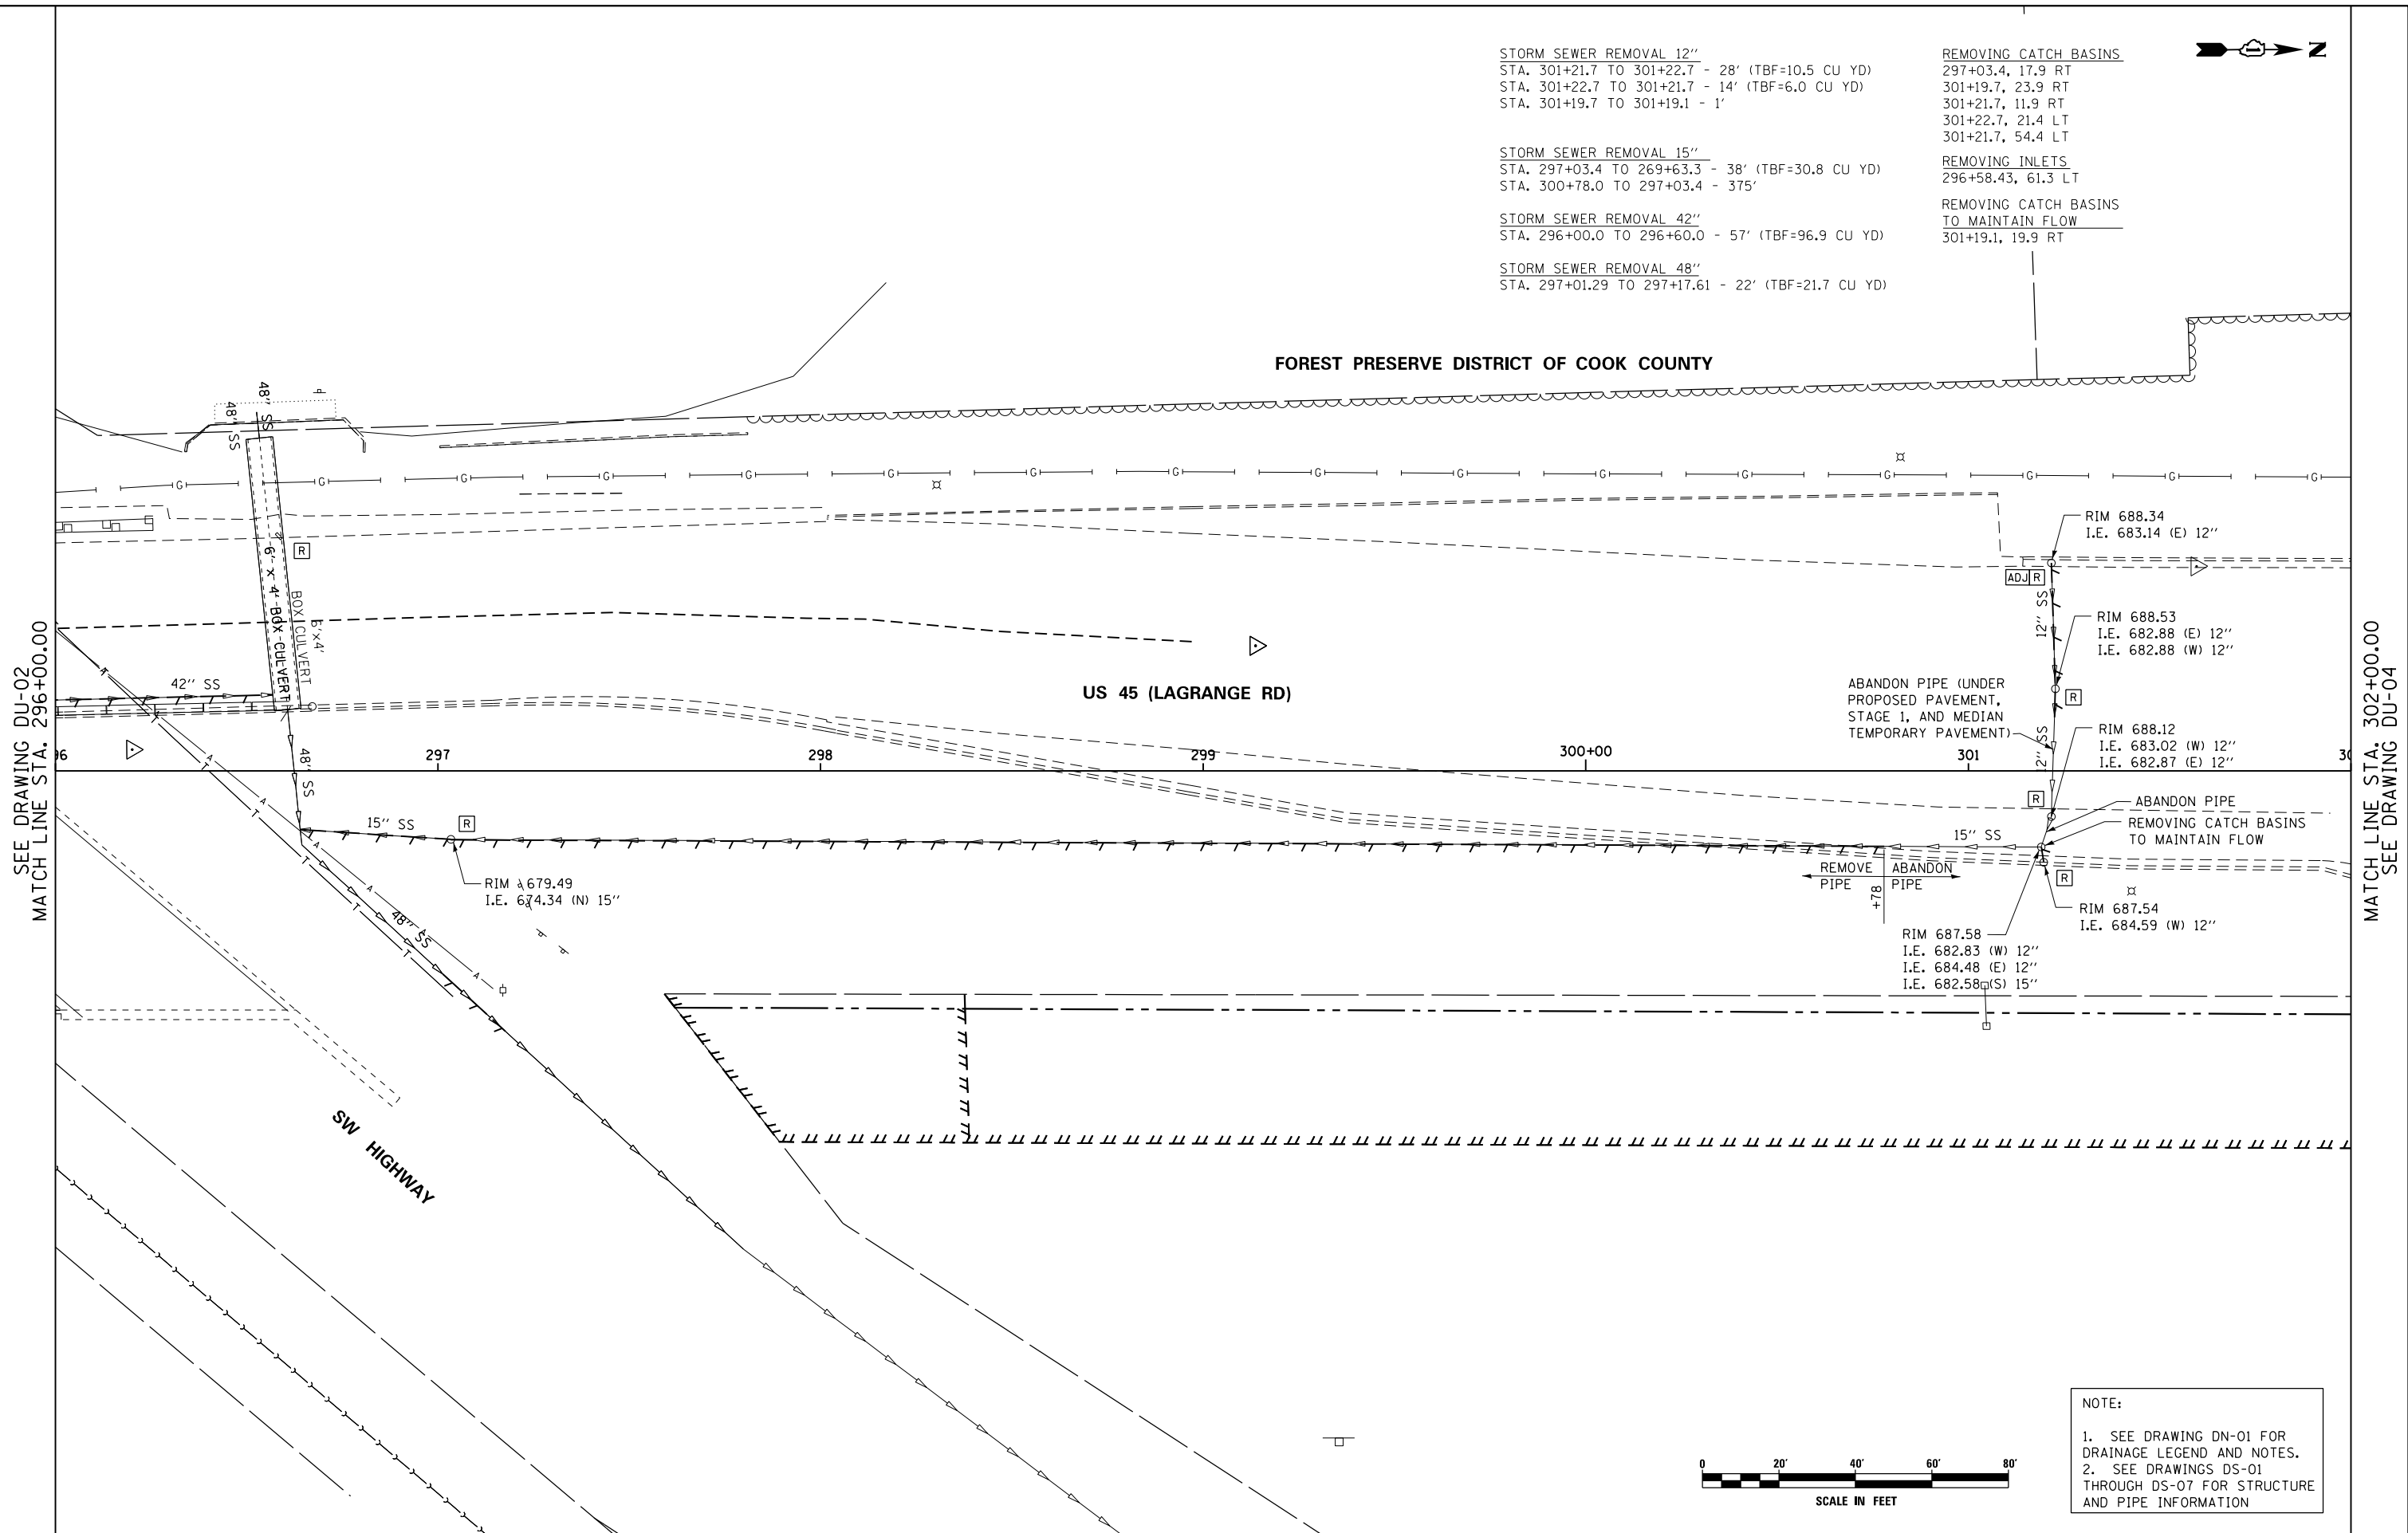 STORM SEWER REMOVAL 12''
STA. 301+21.7 TO 301+22.7 - 28' (TBF=10.5 CU YD)
STA. 301+22.7 TO 301+21.7 - 14' (TBF=6.0 CU YD)
STA. 301+19.7 TO 301+19.1 - 1'
STORM SEWER REMOVAL 15''
STA. 297+03.4 TO 269+63.3 - 38' (TBF=30.8 CU YD)
STA. 300+78.0 TO 297+03.4 - 375'
STORM SEWER REMOVAL 42''
STA. 296+00.0 TO 296+60.0 - 57' (TBF=96.9 CU YD)
STORM SEWER REMOVAL 48''
STA. 297+01.29 TO 297+17.61 - 22' (TBF=21.7 CU YD)
REMOVING CATCH BASINS
297+03.4, 17.9 RT
301+19.7, 23.9 RT
301+21.7, 11.9 RT
301+22.7, 21.4 LT
301+21.7, 54.4 LT
REMOVING INLETS
296+58.43, 61.3 LT
REMOVING CATCH BASINS
TO MAINTAIN FLOW
301+19.1, 19.9 RT
N
FOREST PRESERVE DISTRICT OF COOK COUNTY
48'' SS
48'' SS
G G G G G G G G G G G G G G G G
R
6' x 4' BOX CULVERT
6'x4'
BOX CULVERT
42'' SS
48'' SS
SEE DRAWING DU-02
MATCH LINE STA. 296+00.00
US 45 (LAGRANGE RD)
96
297
298
299
300+00
301
30
RIM 688.34
I.E. 683.14 (E) 12''
ADJ R
12'' SS
RIM 688.53
I.E. 682.88 (E) 12''
I.E. 682.88 (W) 12''
R
ABANDON PIPE (UNDER
PROPOSED PAVEMENT,
STAGE 1, AND MEDIAN
TEMPORARY PAVEMENT)
12'' SS
RIM 688.12
I.E. 683.02 (W) 12''
I.E. 682.87 (E) 12''
R
ABANDON PIPE
REMOVING CATCH BASINS
TO MAINTAIN FLOW
15'' SS
R
15'' SS
REMOVE
PIPE
ABANDON
PIPE
+78
R
RIM 679.49
I.E. 674.34 (N) 15''
RIM 687.54
I.E. 684.59 (W) 12''
RIM 687.58
I.E. 682.83 (W) 12''
I.E. 684.48 (E) 12''
I.E. 682.58 (S) 15''
48'' SS
A A A A A A
T T T T T T
SW HIGHWAY
MATCH LINE STA. 302+00.00
SEE DRAWING DU-04
0 20' 40' 60' 80'
SCALE IN FEET
NOTE:
1. SEE DRAWING DN-01 FOR
DRAINAGE LEGEND AND NOTES.
2. SEE DRAWINGS DS-01
THROUGH DS-07 FOR STRUCTURE
AND PIPE INFORMATION